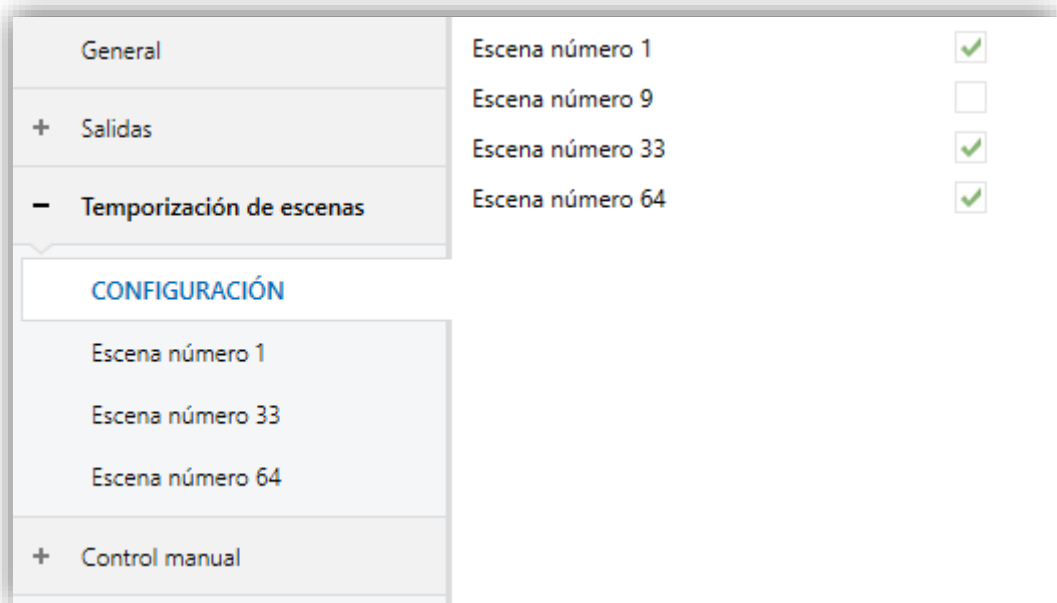 General
Salidas
Temporización de escenas
CONFIGURACIÓN
Escena número 1
Escena número 33
Escena número 64
Control manual
Escena número 1
Escena número 9
Escena número 33
Escena número 64